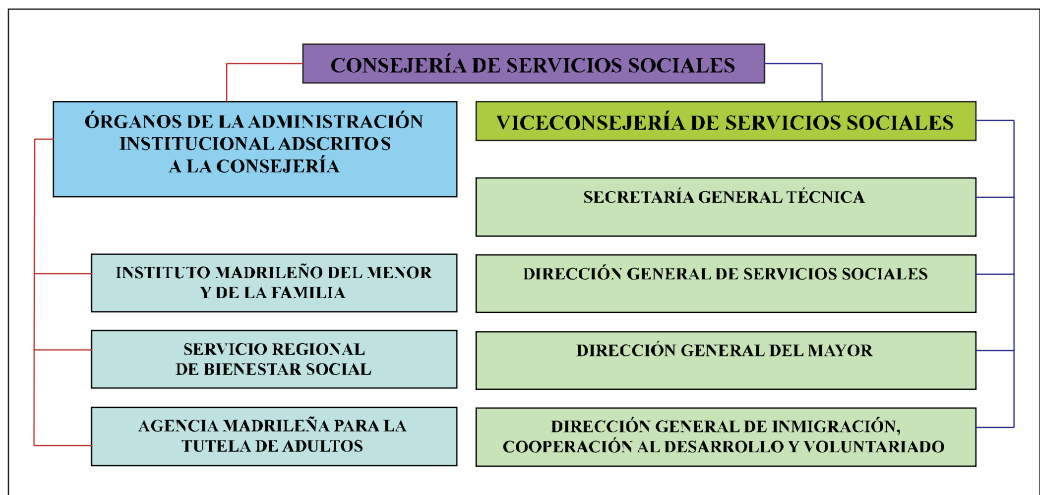 CONSEJERÍA DE SERVICIOS SOCIALES
ÓRGANOS DE LA ADMINISTRACIÓN
INSTITUCIONAL ADSCRITOS
A LA CONSEJERÍA
INSTITUTO MADRILEÑO DEL MENOR
Y DE LA FAMILIA
SERVICIO REGIONAL
DE BIENESTAR SOCIAL
AGENCIA MADRILEÑA PARA LA
TUTELA DE ADULTOS
VICECONSEJERÍA DE SERVICIOS SOCIALES
SECRETARÍA GENERAL TÉCNICA
DIRECCIÓN GENERAL DE SERVICIOS SOCIALES
DIRECCIÓN GENERAL DEL MAYOR
DIRECCIÓN GENERAL DE INMIGRACIÓN,
COOPERACIÓN AL DESARROLLO Y VOLUNTARIADO